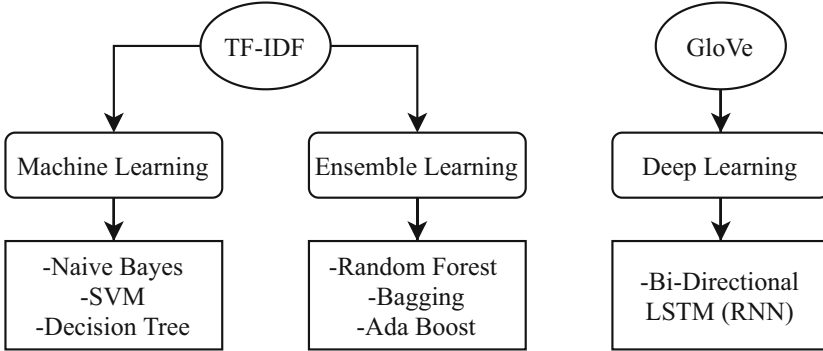 TF-IDF
GloVe
Machine Learning
Ensemble Learning
Deep Learning
-Naive Bayes
-SVM
-Decision Tree
-Random Forest
-Bagging
-Ada Boost
-Bi-Directional
LSTM (RNN)